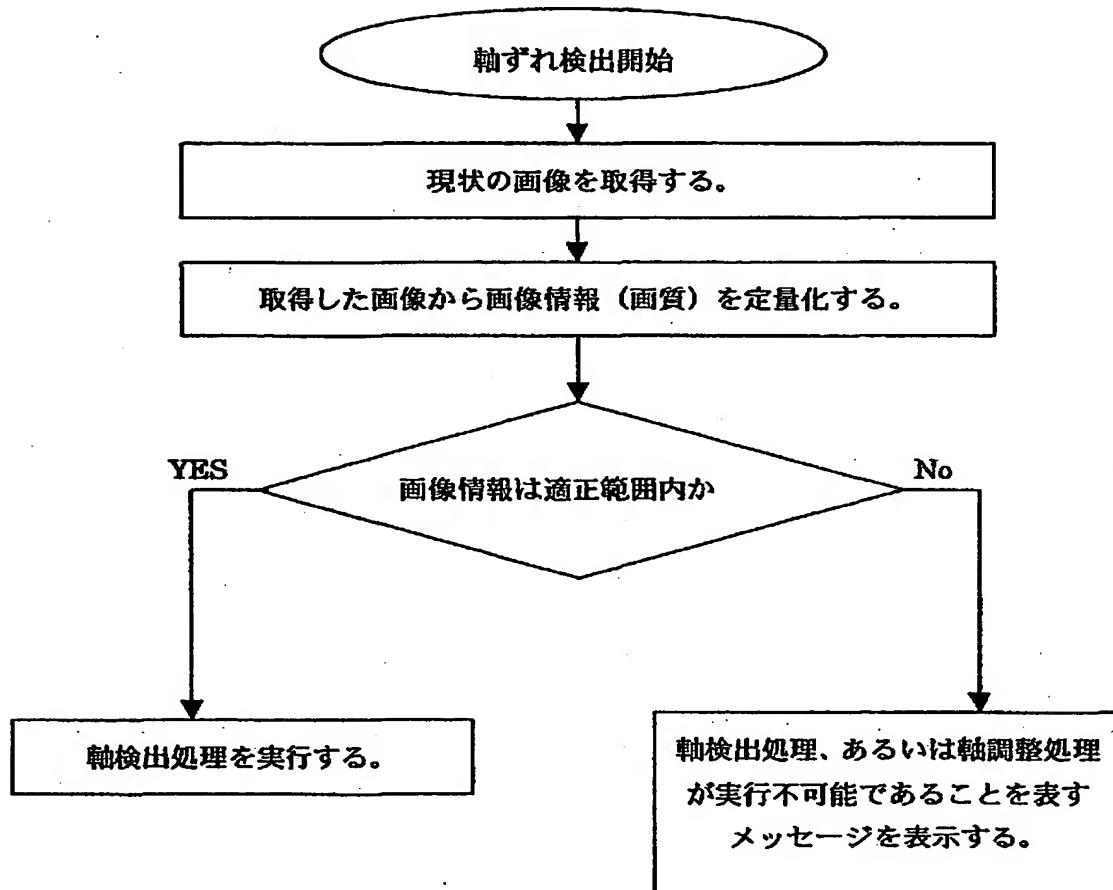 軸ずれ検出開始
現状の画像を取得する。
取得した画像から画像情報（画質）を定量化する。
画像情報は適正範囲内か
YES
No
軸検出処理を実行する。
軸検出処理、あるいは軸調整処理
が実行不可能であることを表す
メッセージを表示する。